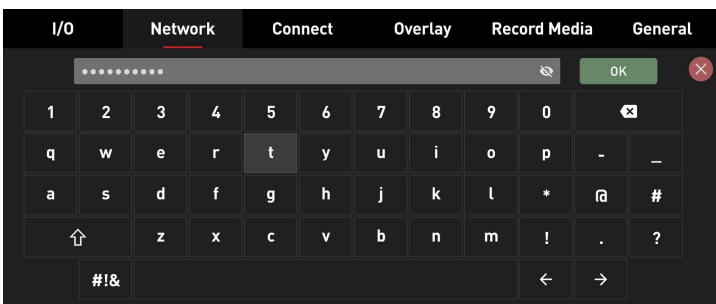 I/O Network Connect Overlay Record Media General
•••••••••• OK
1 2 3 4 5 6 7 8 9 0
q w e r t y u i o p - _
a s d f g h j k l * @ #
z x c v b n m ! . ?
#!& ← →